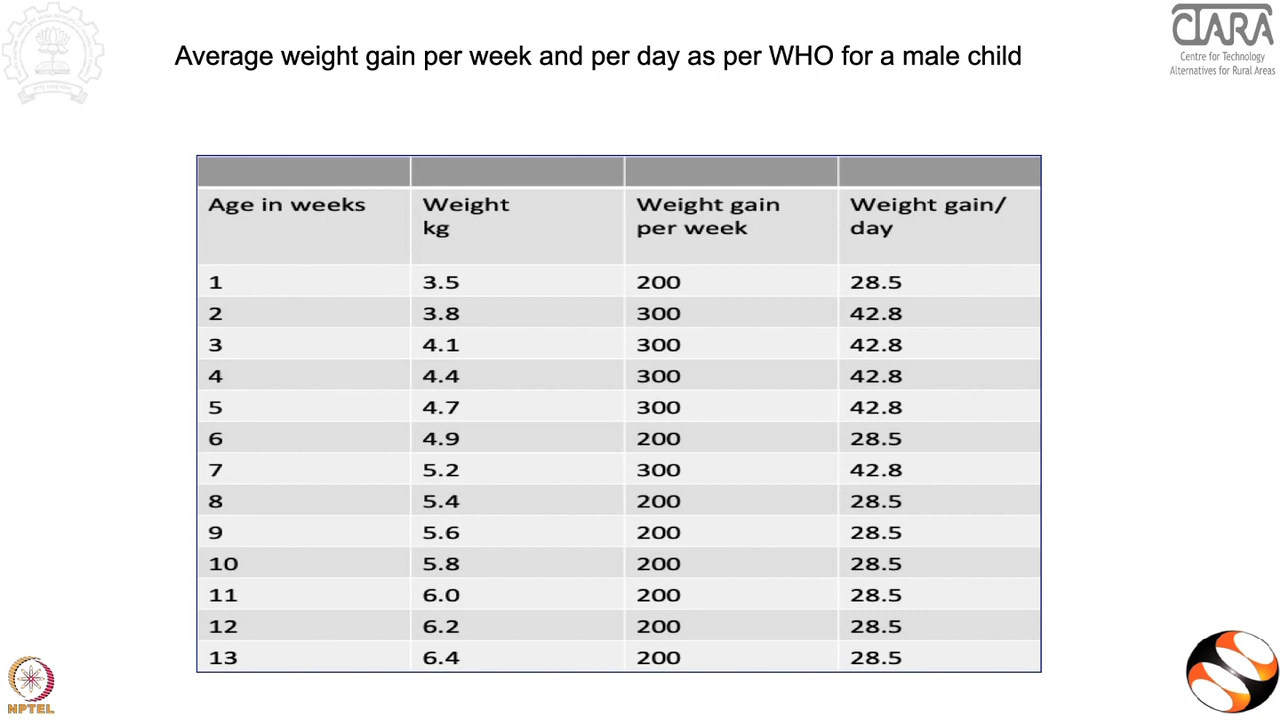 Average weight gain per week and per day as per WHO for a male child
CTARA
Centre for Technology
Alternatives for Rural Areas
Age in weeks Weight kg Weight gain per week Weight gain/ day
1 3.5 200 28.5
2 3.8 300 42.8
3 4.1 300 42.8
4 4.4 300 42.8
5 4.7 300 42.8
6 4.9 200 28.5
7 5.2 300 42.8
8 5.4 200 28.5
9 5.6 200 28.5
10 5.8 200 28.5
11 6.0 200 28.5
12 6.2 200 28.5
13 6.4 200 28.5
NPTEL